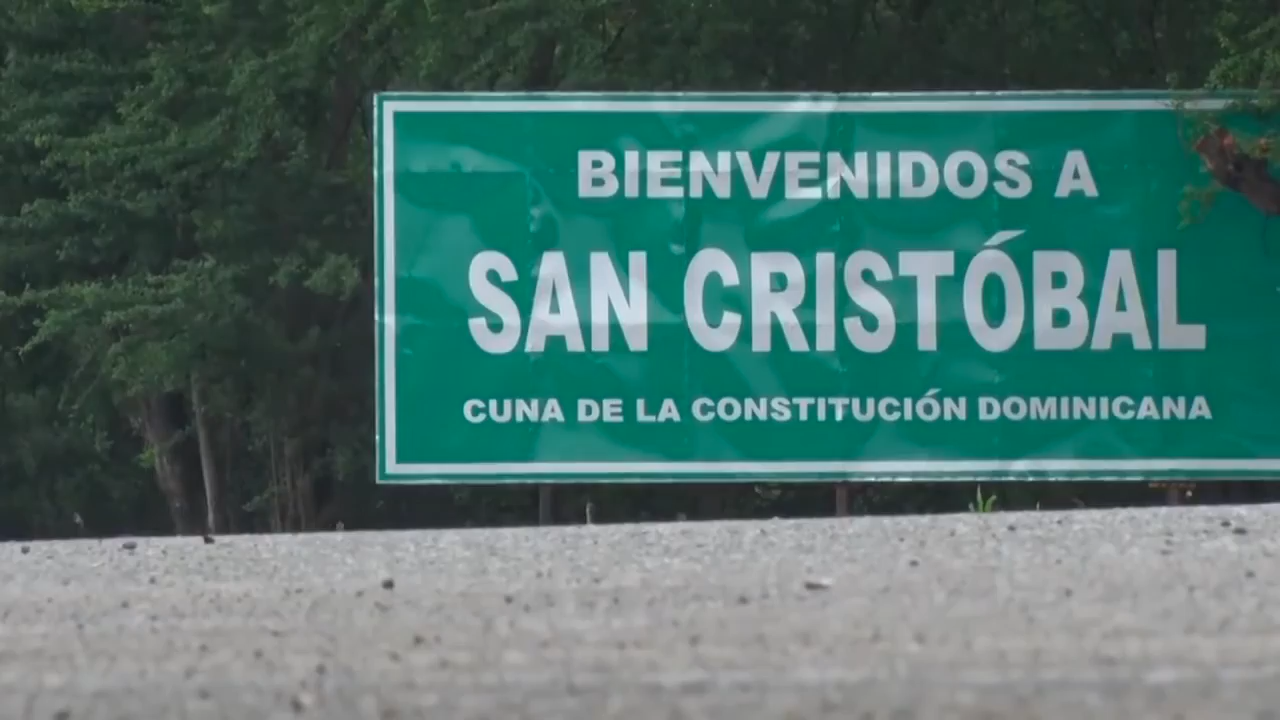 BIENVENIDOS A
SAN CRISTÓBAL
CUNA DE LA CONSTITUCIÓN DOMINICANA